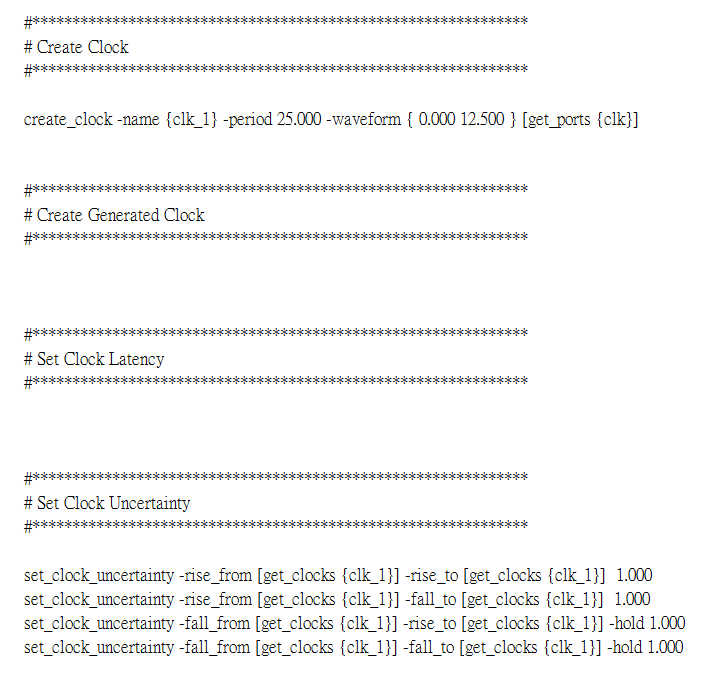 #**************************************************************
# Create Clock
#**************************************************************
create_clock -name {clk_1} -period 25.000 -waveform { 0.000 12.500 } [get_ports {clk}]
#**************************************************************
# Create Generated Clock
#**************************************************************
#**************************************************************
# Set Clock Latency
#**************************************************************
#**************************************************************
# Set Clock Uncertainty
#**************************************************************
set_clock_uncertainty -rise_from [get_clocks {clk_1}] -rise_to [get_clocks {clk_1}]  1.000
set_clock_uncertainty -rise_from [get_clocks {clk_1}] -fall_to [get_clocks {clk_1}]  1.000
set_clock_uncertainty -fall_from [get_clocks {clk_1}] -rise_to [get_clocks {clk_1}] -hold 1.000
set_clock_uncertainty -fall_from [get_clocks {clk_1}] -fall_to [get_clocks {clk_1}] -hold 1.000